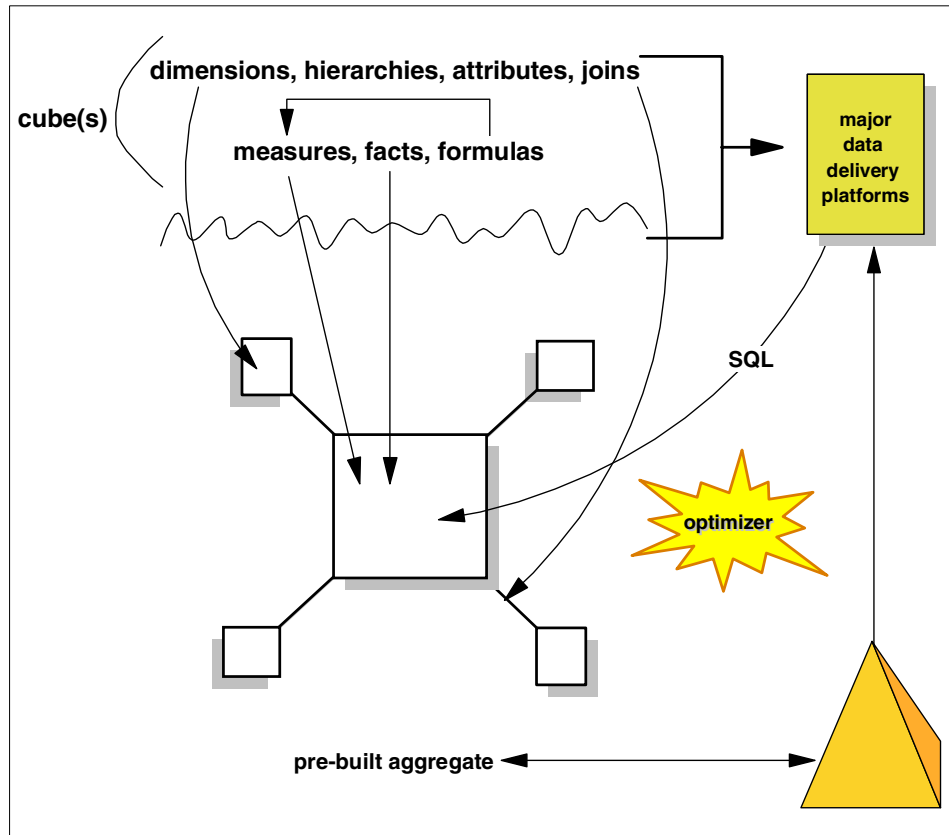 dimensions, hierarchies, attributes, joins
cube(s)
measures, facts, formulas
major
data
delivery
platforms
SQL
optimizer
pre-built aggregate